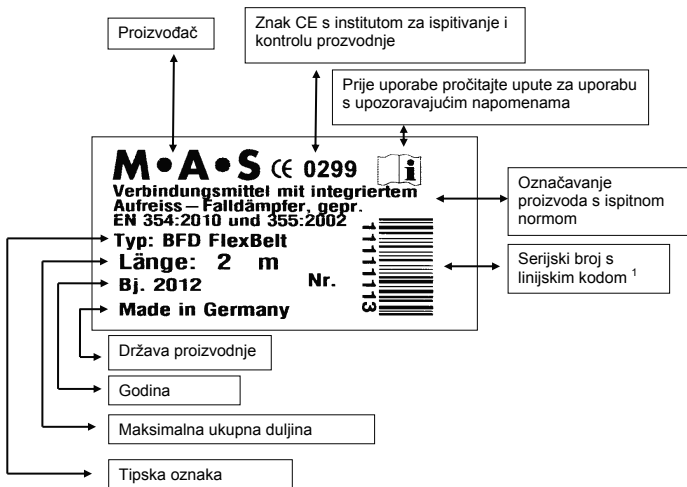 Proizvođač
Znak CE s institutom za ispitivanje i
kontrolu prozvodnje
Prije uporabe pročitajte upute za uporabu
s upozoravajućim napomenama
M•A•S CE 0299
Verbindungsmittel mit integriertem
Aufreiss – Falldämpfer, gepr.
EN 354:2010 und 355:2002
Typ: BFD FlexBelt
Länge: 2 m
Bj. 2012
Nr.
11111113
Made in Germany
Označavanje
proizvoda s ispitnom
normom
Serijski broj s
linijskim kodom ¹
Država proizvodnje
Godina
Maksimalna ukupna duljina
Tipska oznaka